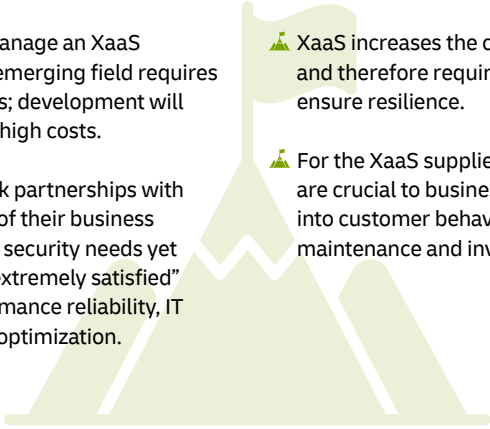 anage an XaaS
emerging field requires
s; development will
high costs.
k partnerships with
of their business
security needs yet
extremely satisfied”
mance reliability, IT
optimization.
XaaS increases the c
and therefore requir
ensure resilience.
For the XaaS supplie
are crucial to busine
into customer behav
maintenance and inv